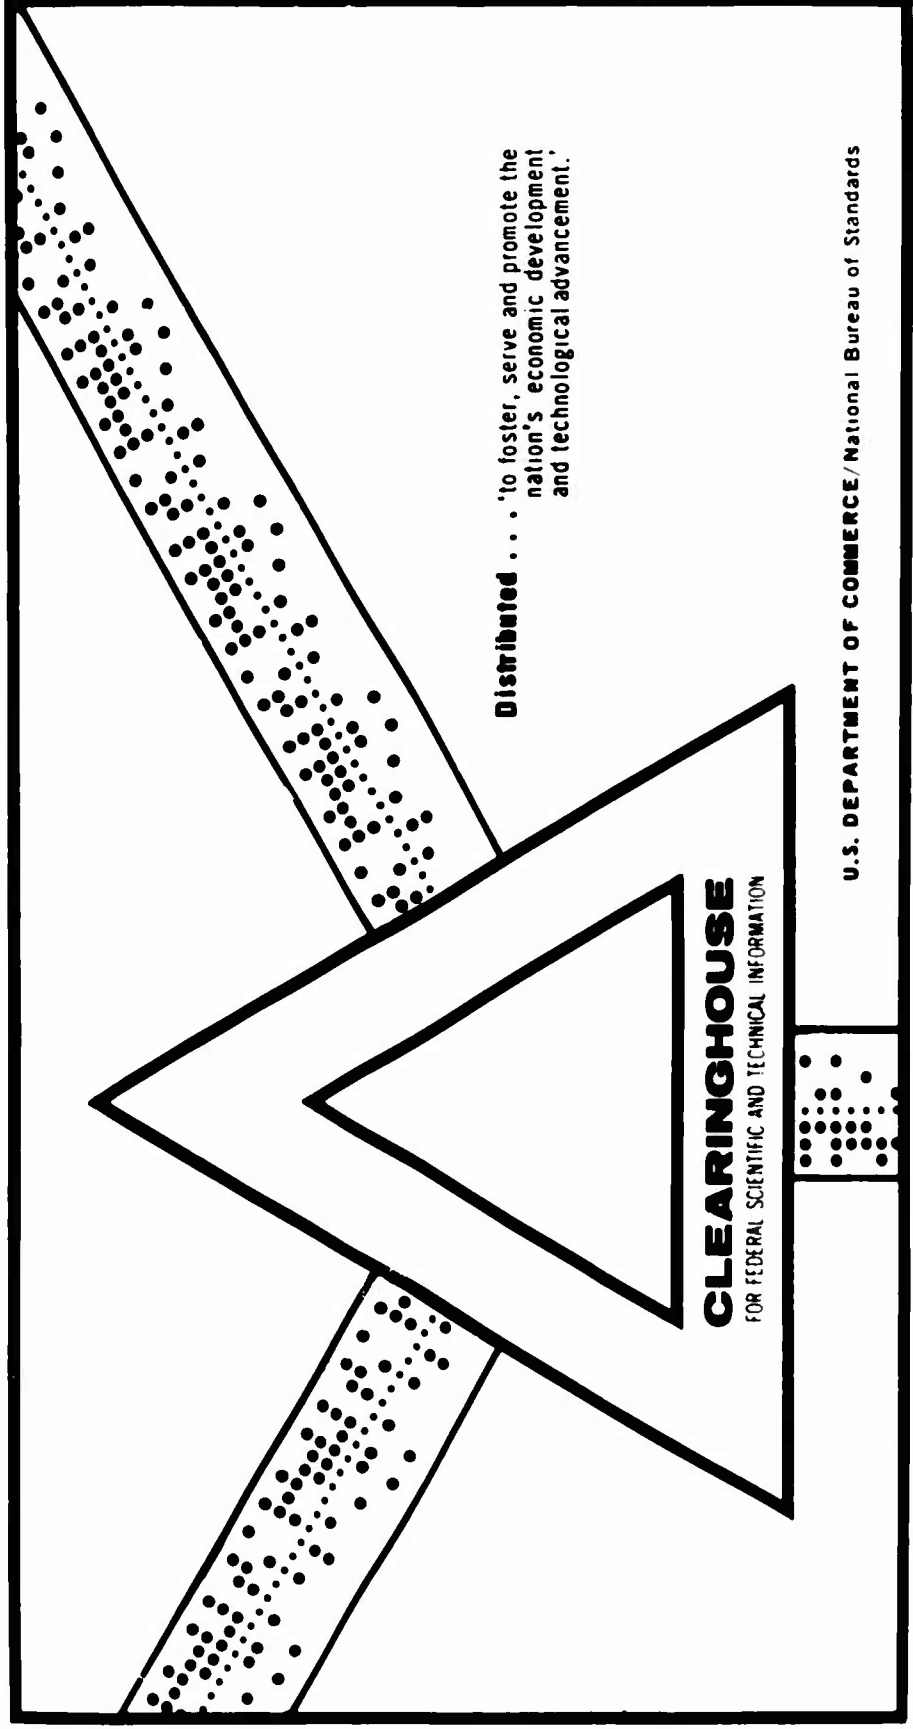 Distributed . . . 'to foster, serve and promote the
nation's economic development
and technological advancement.'
CLEARINGHOUSE
FOR FEDERAL SCIENTIFIC AND TECHNICAL INFORMATION
U.S. DEPARTMENT OF COMMERCE/National Bureau of Standards